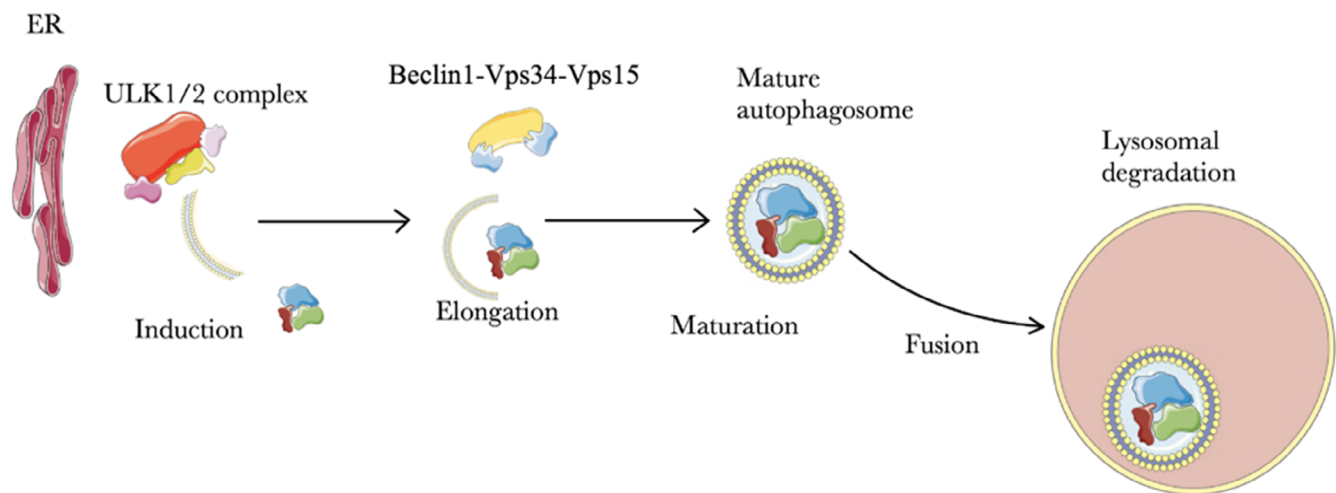 ER
ULK1/2 complex
Induction
Beclin1-Vps34-Vps15
Elongation
Mature
autophagosome
Maturation
Fusion
Lysosomal
degradation